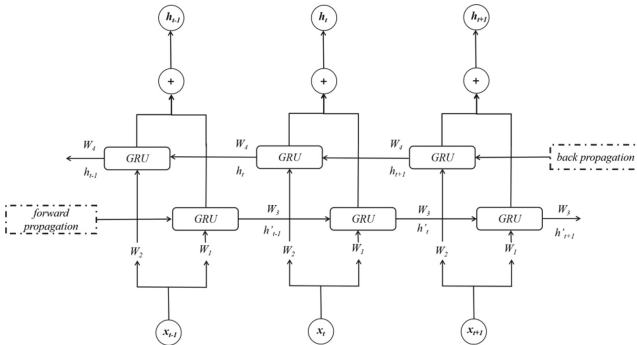 h_{t-1} h_t h_{t+1}
+ + +
W_4 W_4 W_4
GRU GRU GRU back propagation
h_{t-1} h_t h_{t+1}
forward
propagation
GRU W_3 GRU W_3 GRU W_3
h'_{t-1} h'_t h'_{t+1}
W_2 W_1 W_2 W_1 W_2 W_1
x_{t-1} x_t x_{t+1}